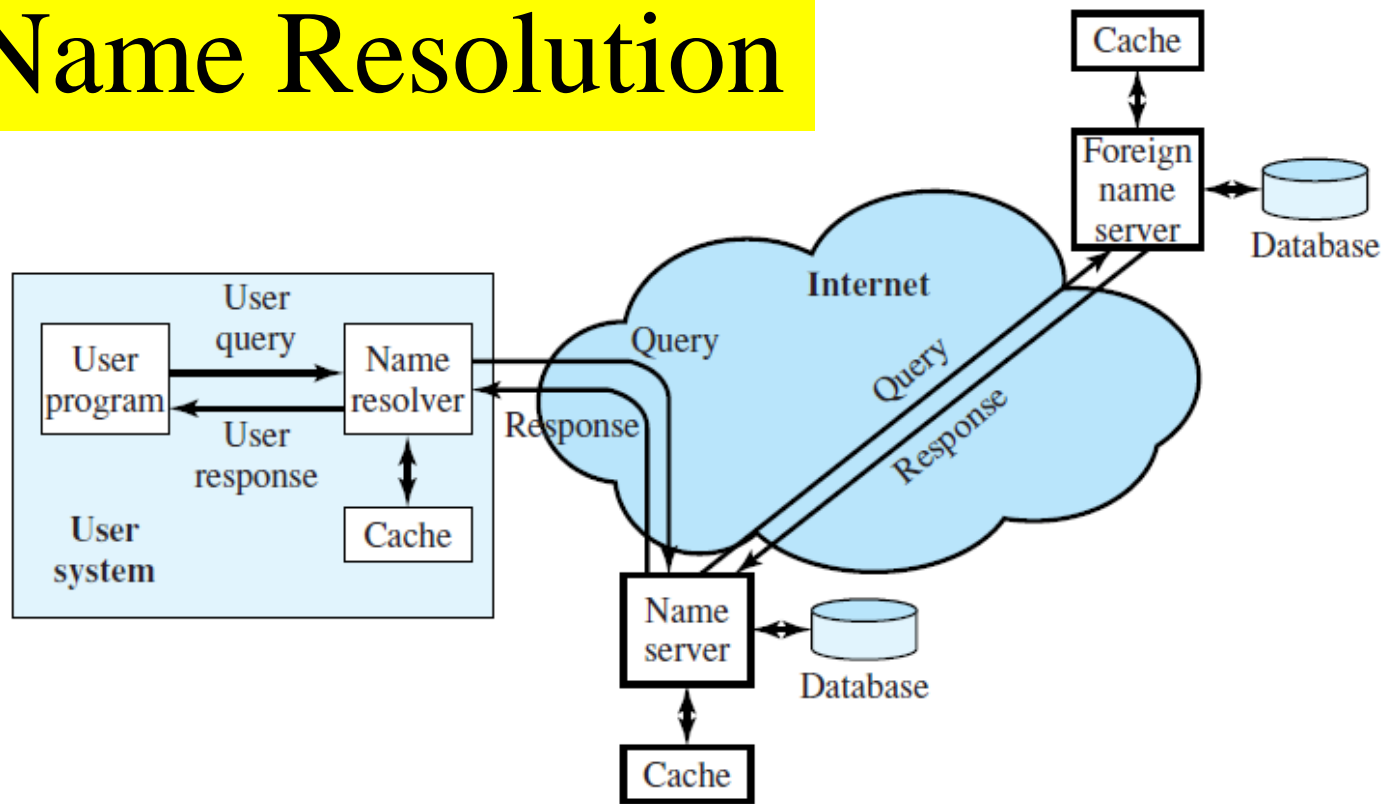 Name Resolution
Cache
Foreign
name
server
Database
Internet
User
query
User
program
Name
resolver
User
response
Cache
User
system
Query
Response
Query
Response
Name
server
Database
Cache